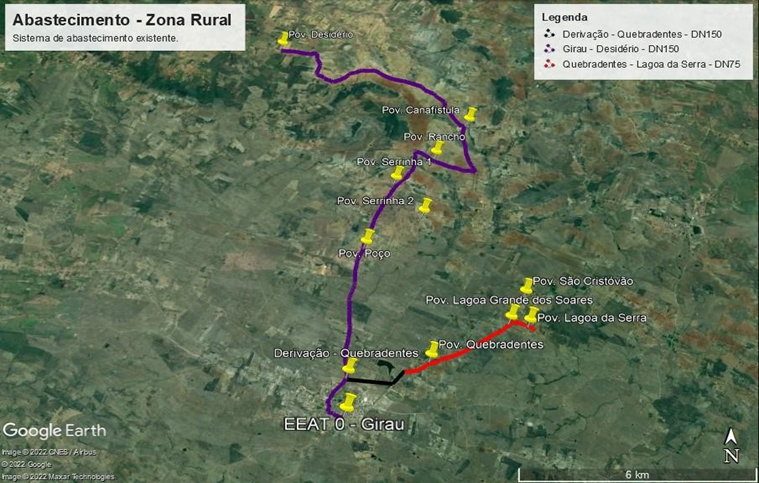 Abastecimento - Zona Rural
Sistema de abastecimento existente.
Legenda
Derivação - Quebradentes - DN150
Girau - Desidério - DN150
Quebradentes - Lagoa da Serra - DN75
Pov. Desidério
Pov. Canafístula
Pov. Rancho
Pov. Serrinha 1
Pov. Serrinha 2
Pov. Poço
Pov. São Cristóvão
Pov. Lagoa Grande dos Soares
Pov. Lagoa da Serra
Pov. Quebradentes
Derivação - Quebradentes
EEAT 0 - Girau
Google Earth
Image © 2022 CNES / Airbus
© 2022 Google
Image © 2022 Maxar Technologies
N
6 km